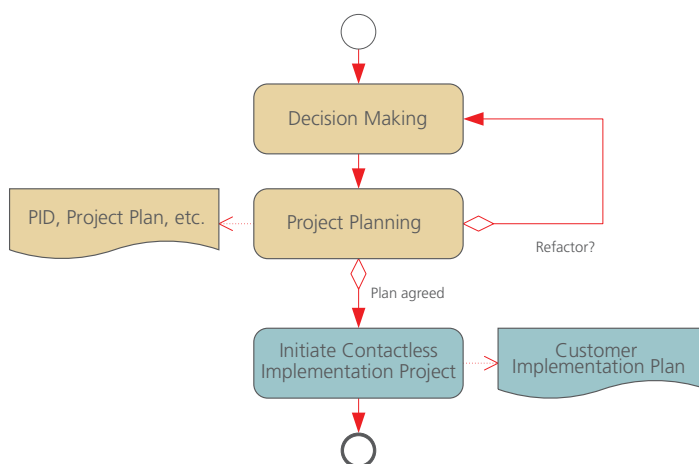 Decision Making
PID, Project Plan, etc.
Project Planning
Refactor?
Plan agreed
Initiate Contactless
Implementation Project
Customer
Implementation Plan